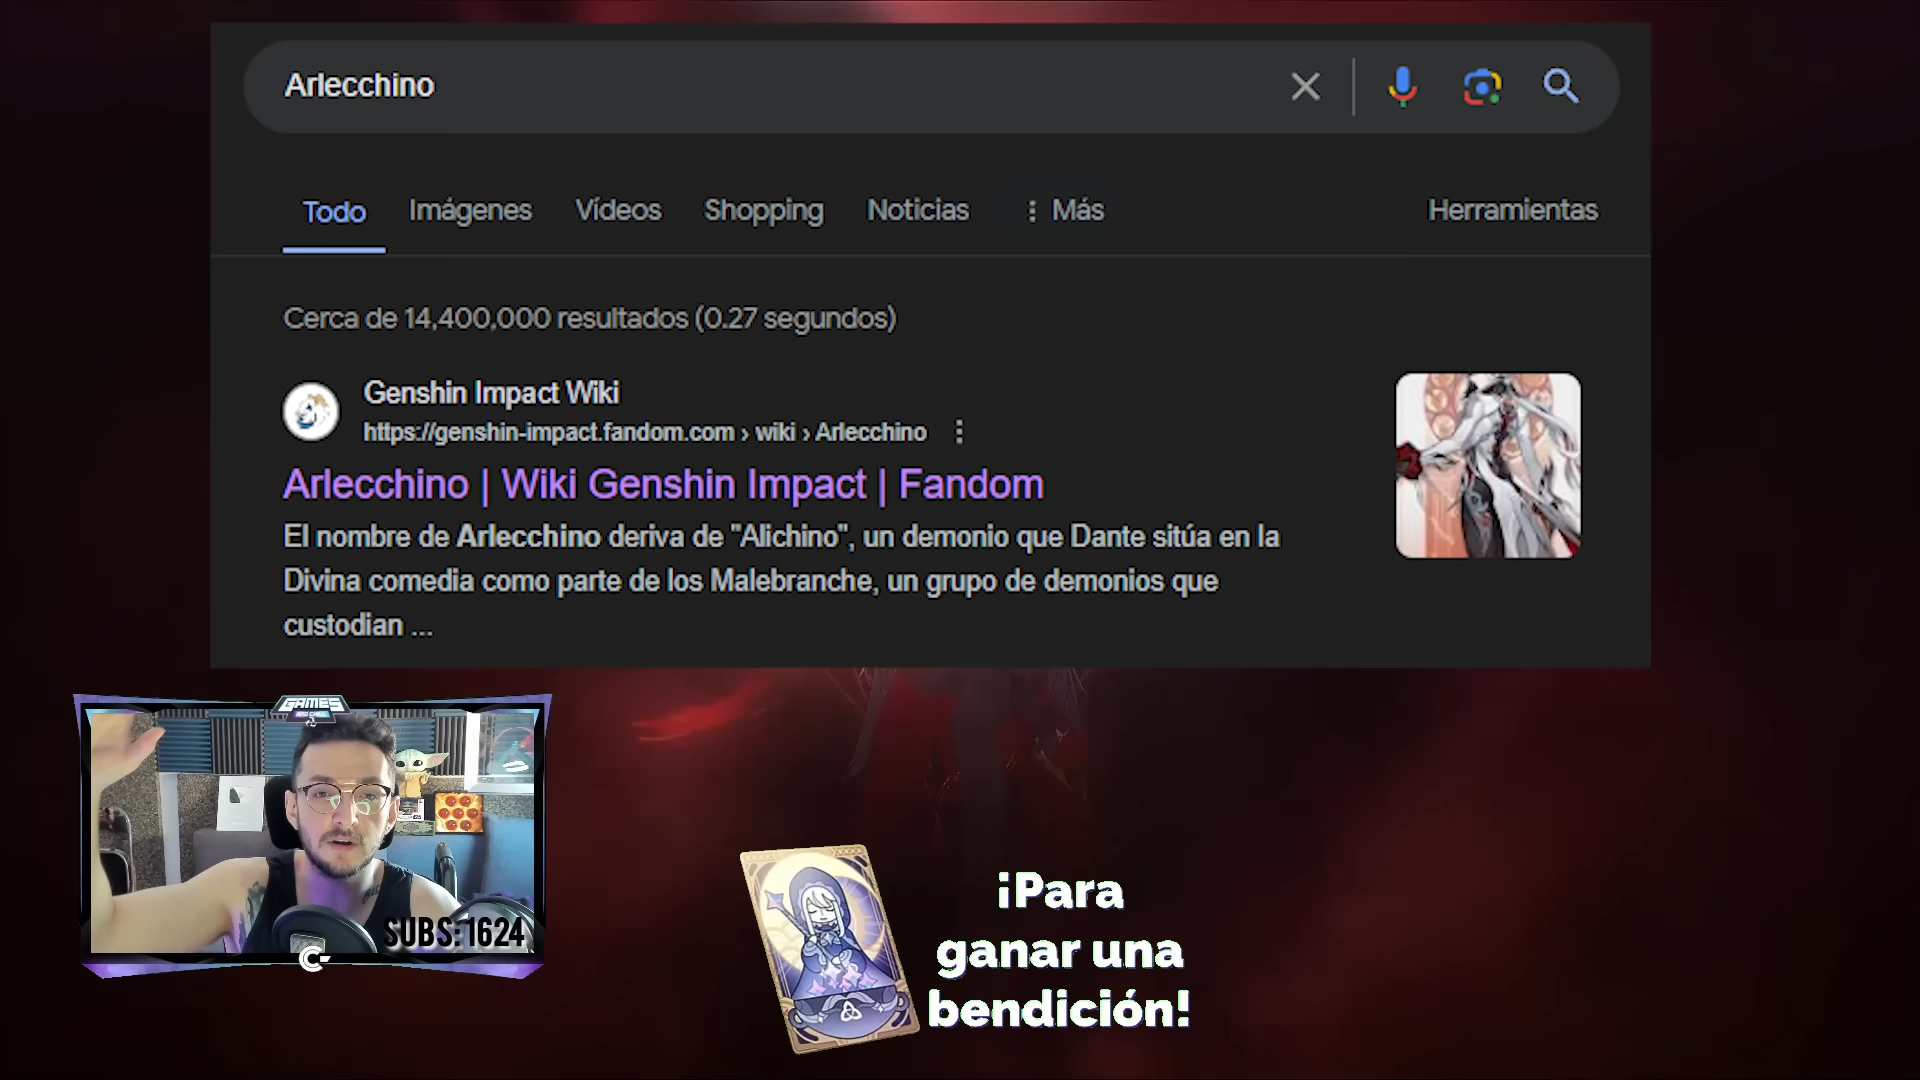 Arlecchino
Todo Imágenes Vídeos Shopping Noticias Más Herramientas
Cerca de 14,400,000 resultados (0.27 segundos)
Genshin Impact Wiki
https://genshin-impact.fandom.com › wiki › Arlecchino
Arlecchino | Wiki Genshin Impact | Fandom
El nombre de Arlecchino deriva de "Alichino", un demonio que Dante sitúa en la
Divina comedia como parte de los Malebranche, un grupo de demonios que
custodian ...
GAMES
SUBS: 1624
¡Para
ganar una
bendición!